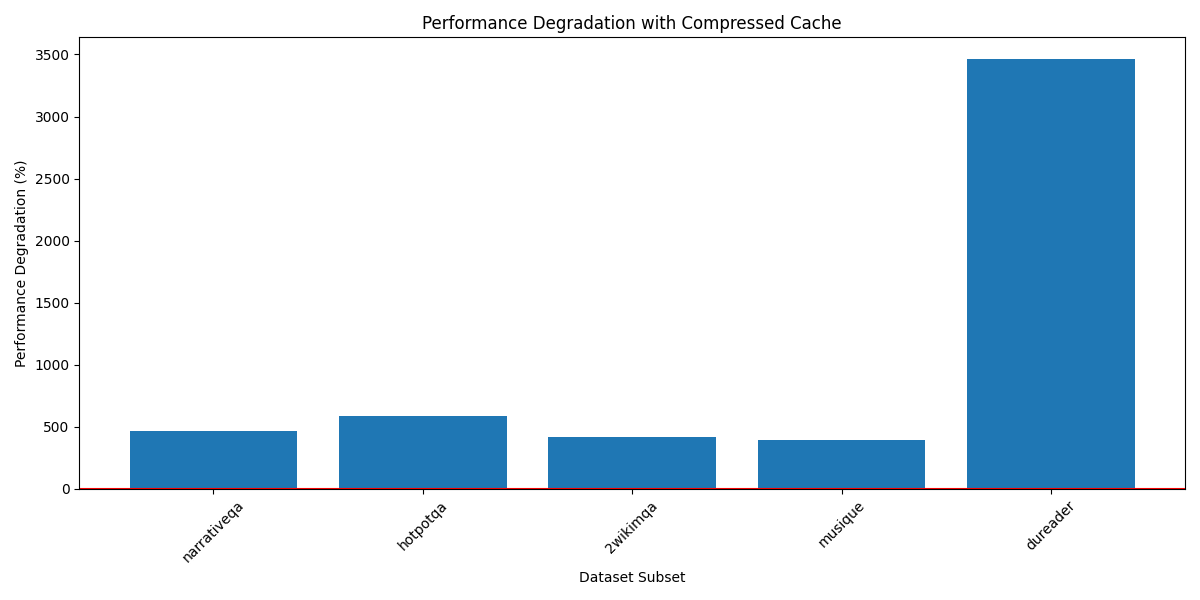 Performance Degradation with Compressed Cache
Performance Degradation (%)
3500
3000
2500
2000
1500
1000
500
0
narrativeqa
hotpotqa
2wikimqa
musique
dureader
Dataset Subset